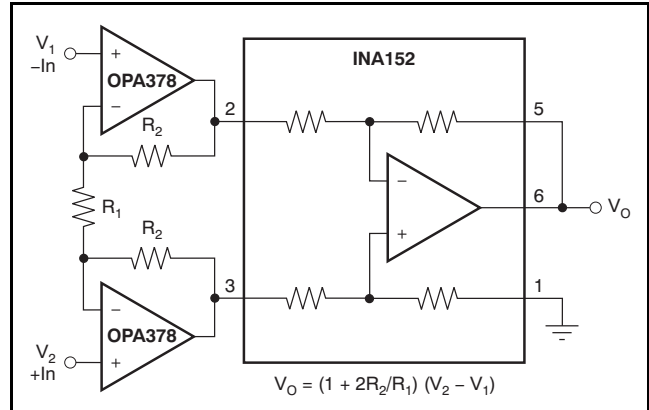 V1
–In
OPA378
R2
R1
R2
OPA378
V2
+In
INA152
2
5
6
VO
3
1
VO = (1 + 2R2/R1) (V2 – V1)